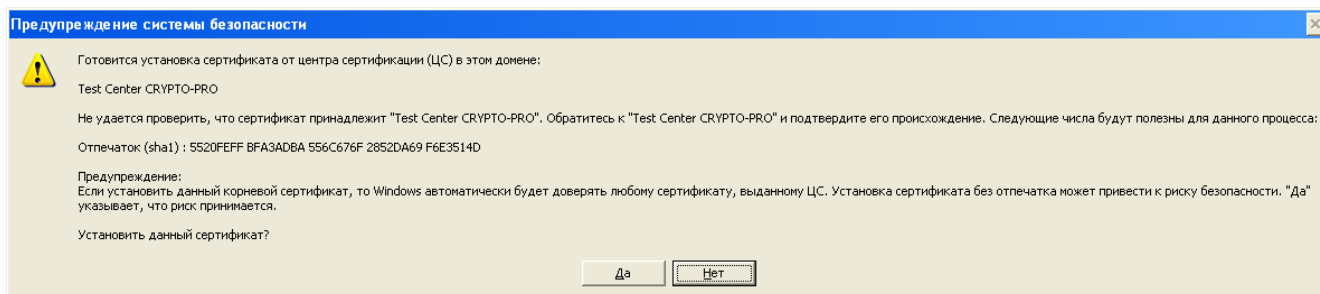 Предупреждение системы безопасности
Готовится установка сертификата от центра сертификации (ЦС) в этом домене:
Test Center CRYPTO-PRO
Не удается проверить, что сертификат принадлежит "Test Center CRYPTO-PRO". Обратитесь к "Test Center CRYPTO-PRO" и подтвердите его происхождение. Следующие числа будут полезны для данного процесса:
Отпечаток (sha1) : 5520FEFF BFA3ADBA 556C676F 2852DA69 F6E3514D
Предупреждение:
Если установить данный корневой сертификат, то Windows автоматически будет доверять любому сертификату, выданному ЦС. Установка сертификата без отпечатка может привести к риску безопасности. "Да"
указывает, что риск принимается.
Установить данный сертификат?
Да Нет